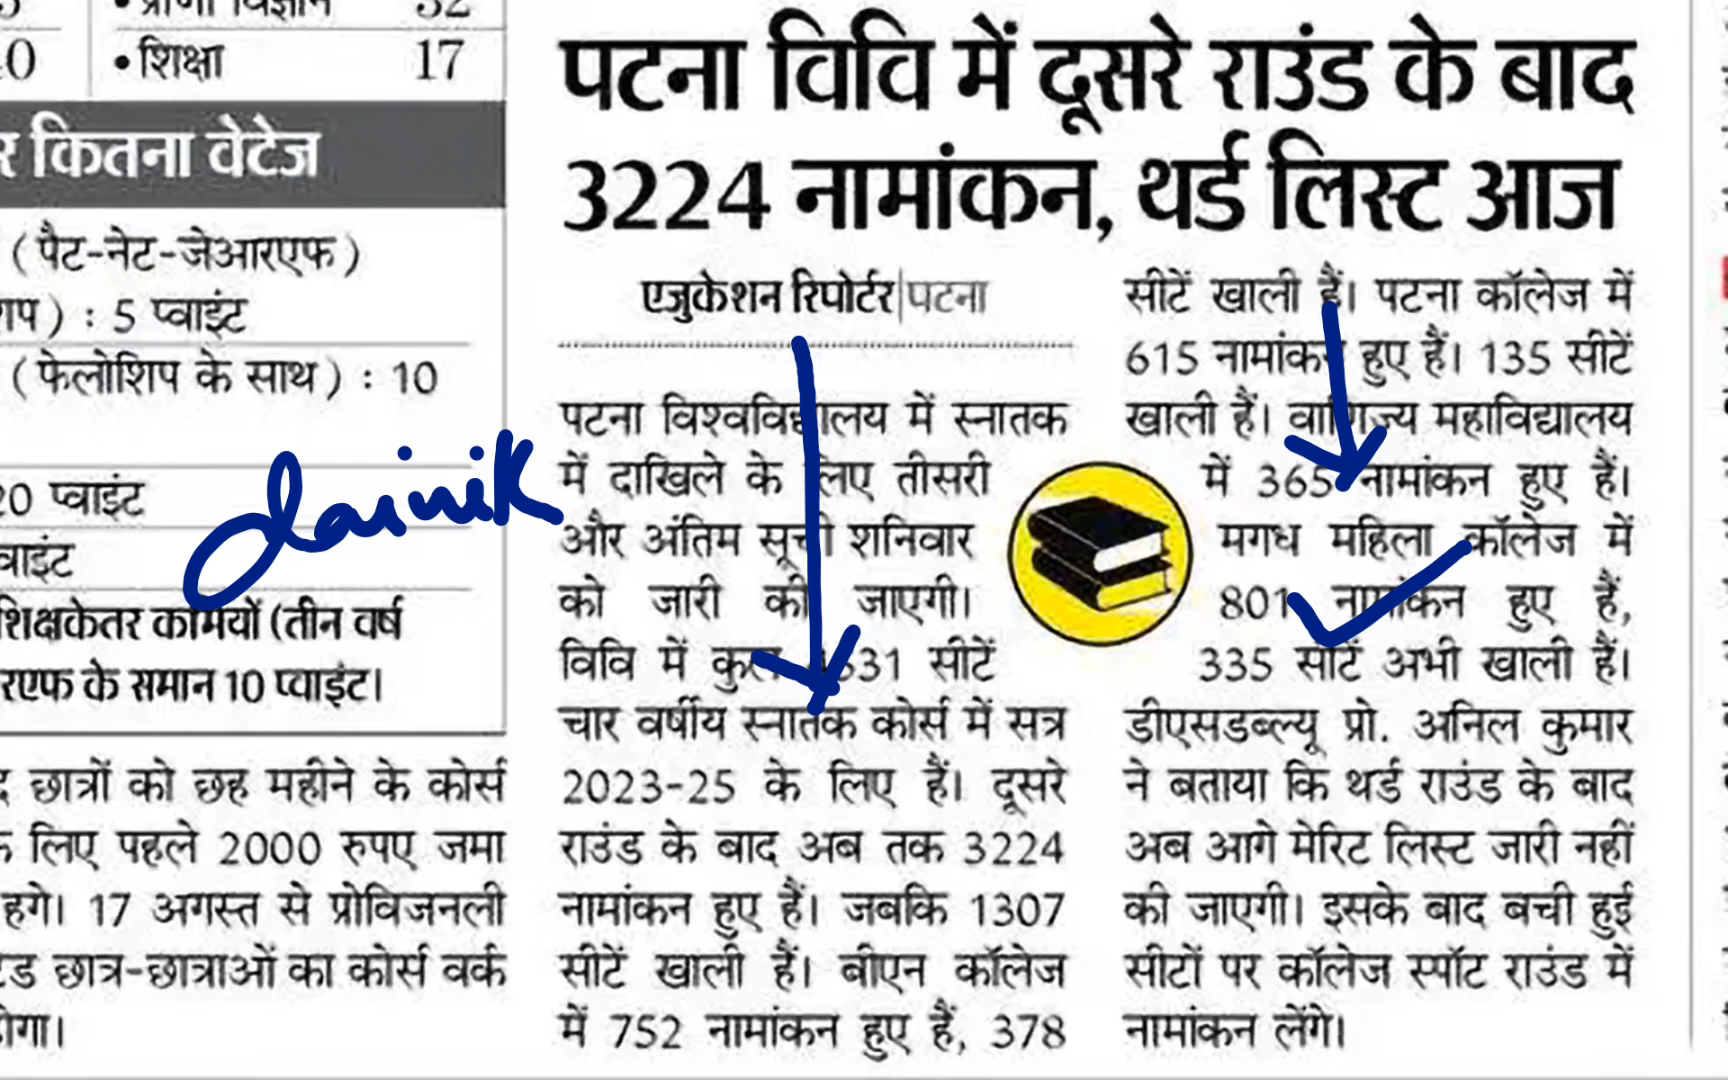 • शिक्षा 17
कितना वेटेज
(पैट-नेट-जेआरएफ)
: 5 प्वाइंट
(फेलोशिप के साथ) : 10
प्वाइंट
शिक्षकेतर कर्मियों (तीन वर्ष
के समान 10 प्वाइंट।
छात्रों को छह महीने के कोर्स
लिए पहले 2000 रुपए जमा
17 अगस्त से प्रोविजनली
छात्र-छात्राओं का कोर्स वर्क
dainik
पटना विवि में दूसरे राउंड के बाद
3224 नामांकन, थर्ड लिस्ट आज
एजुकेशन रिपोर्टर|पटना
पटना विश्वविद्यालय में स्नातक
में दाखिले के लिए तीसरी
और अंतिम सूची शनिवार
को जारी की जाएगी।
विवि में कुल सीटें
चार वर्षीय स्नातक कोर्स में सत्र
2023-25 के लिए हैं। दूसरे
राउंड के बाद अब तक 3224
नामांकन हुए हैं। जबकि 1307
सीटें खाली हैं। बीएन कॉलेज
में 752 नामांकन हुए हैं, 378
सीटें खाली हैं। पटना कॉलेज में
615 नामांकन हुए हैं। 135 सीटें
खाली हैं। वाणिज्य महाविद्यालय
में 365 नामांकन हुए हैं।
मगध महिला कॉलेज में
801 नामांकन हुए हैं,
335 सीटें अभी खाली हैं।
डीएसडब्ल्यू प्रो. अनिल कुमार
ने बताया कि थर्ड राउंड के बाद
अब आगे मेरिट लिस्ट जारी नहीं
की जाएगी। इसके बाद बची हुई
सीटों पर कॉलेज स्पॉट राउंड में
नामांकन लेंगे।